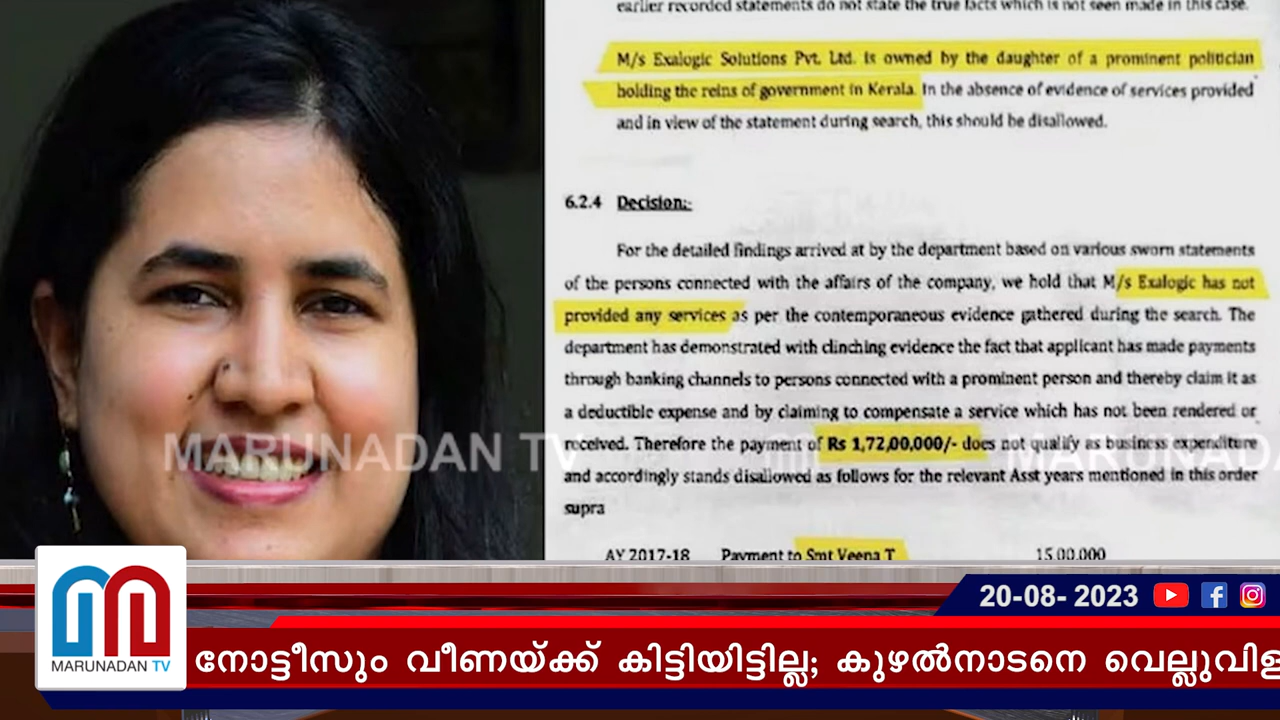 earlier recorded statements do not state the true facts which is not seen made in this case.
M/s Exalogic Solutions Pvt. Ltd. is owned by the daughter of a prominent politician
holding the reins of government in Kerala. In the absence of evidence of services provided
and in view of the statement during search, this should be disallowed.
6.2.4 Decision:-
For the detailed findings arrived at by the department based on various sworn statements
of the persons connected with the affairs of the company, we hold that M/s Exalogic has not
provided any services as per the contemporaneous evidence gathered during the search. The
department has demonstrated with clinching evidence the fact that applicant has made payments
through banking channels to persons connected with a prominent person and thereby claim it as
a deductible expense and by claiming to compensate a service which has not been rendered or
received. Therefore the payment of Rs 1,72,00,000/- does not qualify as business expenditure
and accordingly stands disallowed as follows for the relevant Asst years mentioned in this order
supra
AY 2017-18 Payment to Smt Veena T 15,00,000
MARUNADAN TV
MARUNADA
20-08- 2023
MARUNADAN TV
നോട്ടീസും വീണയ്ക്ക് കിട്ടിയിട്ടില്ല; കുഴൽനാടനെ വെല്ലുവിള